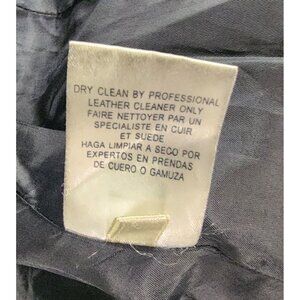 DRY CLEAN BY PROFESSIONAL
LEATHER CLEANER ONLY
FAIRE NETTOYER PAR UN
SPECIALISTE EN CUIR
ET SUEDE
HAGA LIMPIAR A SECO POR
EXPERTOS EN PRENDAS
DE CUERO O GAMUZA